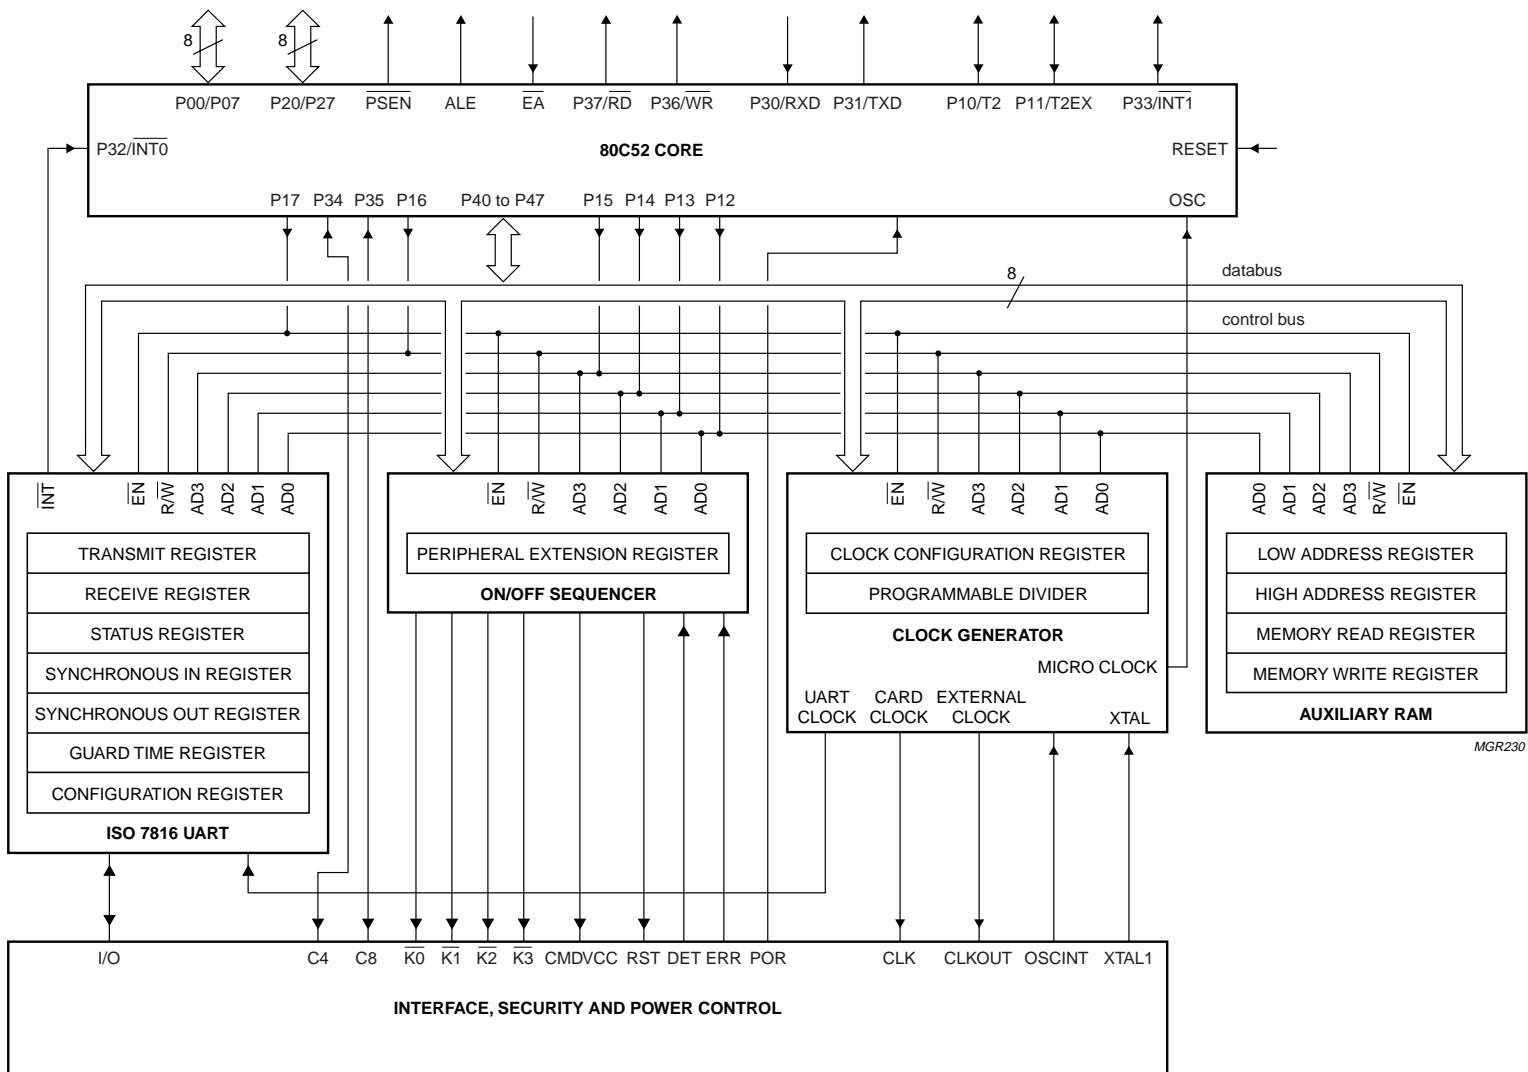 8 8
P00/P07 P20/P27 PSEN ALE EA P37/RD P36/WR P30/RXD P31/TXD P10/T2 P11/T2EX P33/INT1
P32/INT0 80C52 CORE RESET
P17 P34 P35 P16 P40 to P47 P15 P14 P13 P12 OSC
8 databus
control bus
INT EN R/W AD3 AD2 AD1 AD0
TRANSMIT REGISTER
RECEIVE REGISTER
STATUS REGISTER
SYNCHRONOUS IN REGISTER
SYNCHRONOUS OUT REGISTER
GUARD TIME REGISTER
CONFIGURATION REGISTER
ISO 7816 UART
EN R/W AD3 AD2 AD1 AD0
PERIPHERAL EXTENSION REGISTER
ON/OFF SEQUENCER
EN R/W AD3 AD2 AD1 AD0
CLOCK CONFIGURATION REGISTER
PROGRAMMABLE DIVIDER
CLOCK GENERATOR
MICRO CLOCK
UART CARD EXTERNAL
CLOCK CLOCK CLOCK XTAL
AD0 AD1 AD2 AD3 R/W EN
LOW ADDRESS REGISTER
HIGH ADDRESS REGISTER
MEMORY READ REGISTER
MEMORY WRITE REGISTER
AUXILIARY RAM
MGR230
I/O C4 C8 K0 K1 K2 K3 CMDVCC RST DET ERR POR CLK CLKOUT OSCINT XTAL1
INTERFACE, SECURITY AND POWER CONTROL